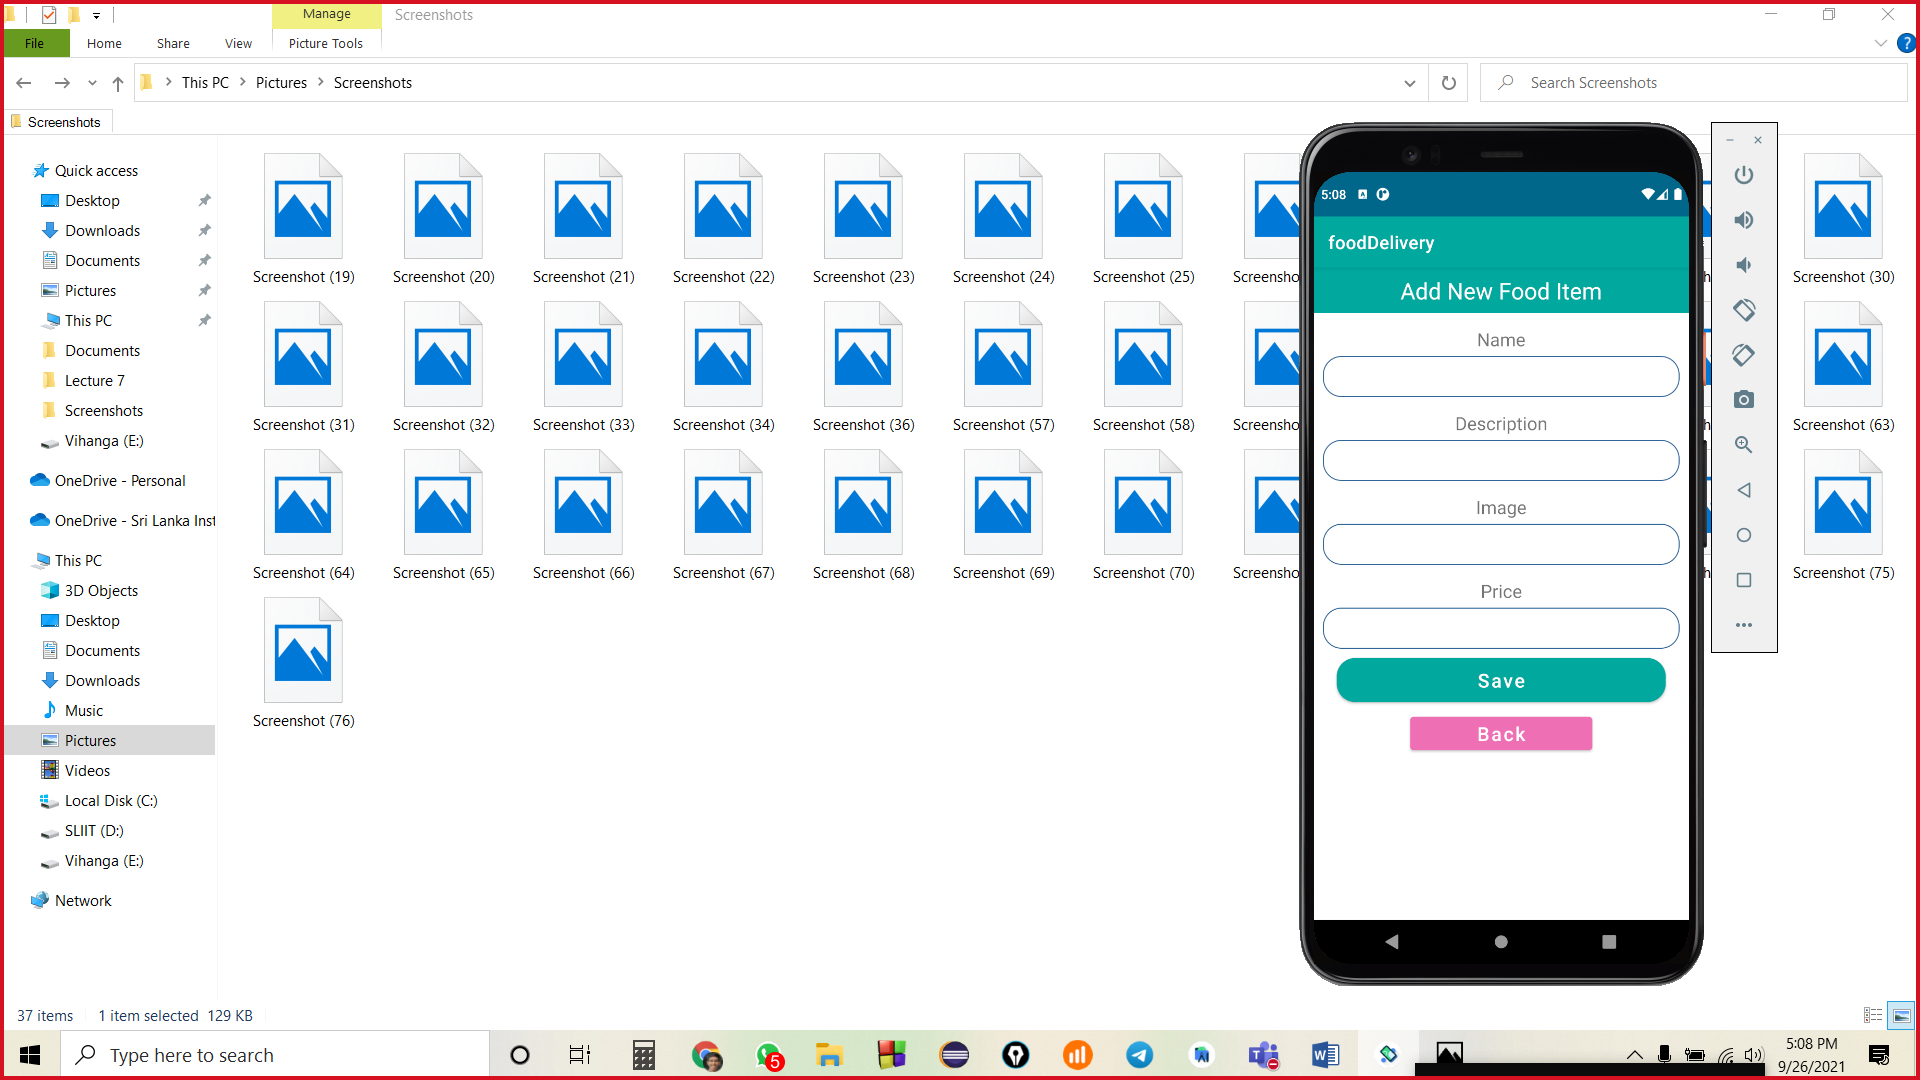 Manage
Screenshots
File
Home
Share
View
Picture Tools
?
This PC
Pictures
Screenshots
Search Screenshots
Screenshots
Quick access
Desktop
Downloads
Documents
Pictures
This PC
Documents
Lecture 7
Screenshots
Vihanga (E:)
OneDrive - Personal
OneDrive - Sri Lanka Inst
This PC
3D Objects
Desktop
Documents
Downloads
Music
Pictures
Videos
Local Disk (C:)
SLIIT (D:)
Vihanga (E:)
Network
Screenshot (19)
Screenshot (20)
Screenshot (21)
Screenshot (22)
Screenshot (23)
Screenshot (24)
Screenshot (25)
Screensho
Screenshot (30)
Screenshot (31)
Screenshot (32)
Screenshot (33)
Screenshot (34)
Screenshot (36)
Screenshot (57)
Screenshot (58)
Screensho
Screenshot (63)
Screenshot (64)
Screenshot (65)
Screenshot (66)
Screenshot (67)
Screenshot (68)
Screenshot (69)
Screenshot (70)
Screensho
Screenshot (75)
Screenshot (76)
5:08
foodDelivery
Add New Food Item
Name
Description
Image
Price
Save
Back
37 items
1 item selected 129 KB
Type here to search
5
5:08 PM
9/26/2021